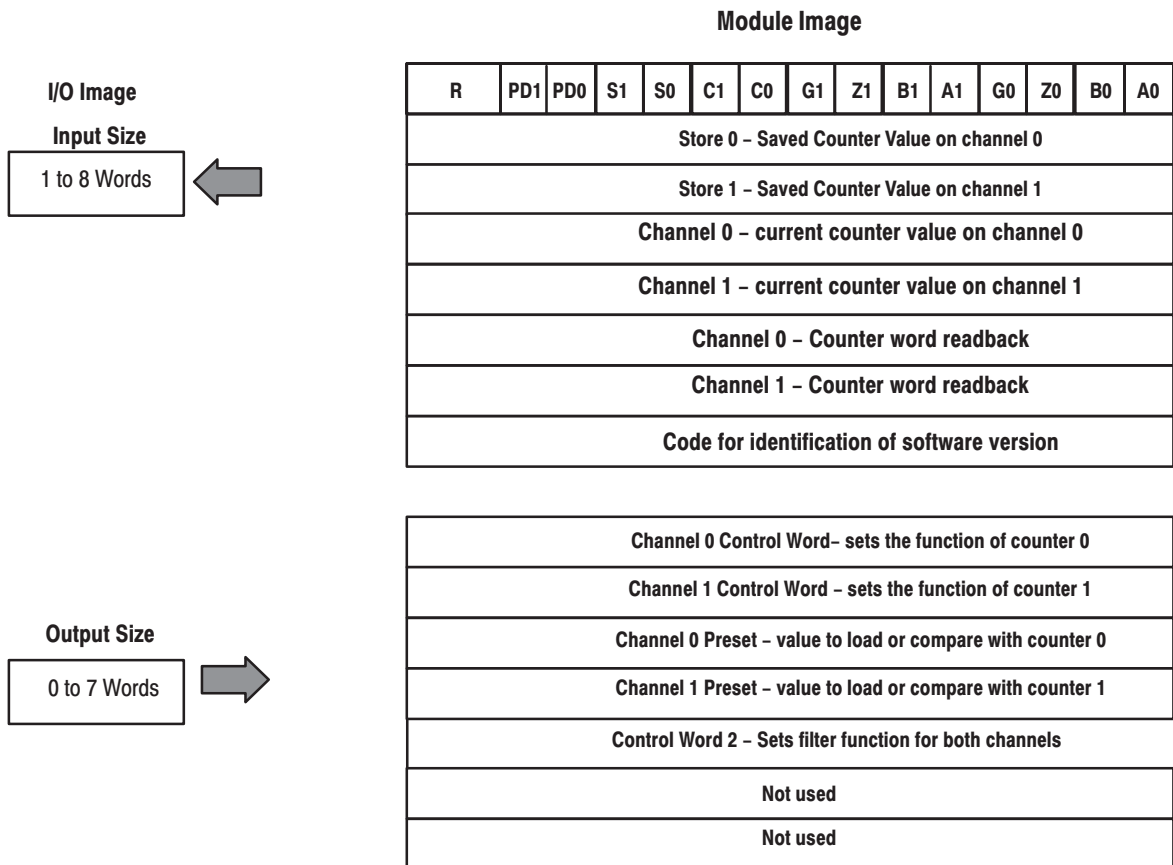 Module Image
I/O Image
Input Size
1 to 8 Words
R PD1 PD0 S1 S0 C1 C0 G1 Z1 B1 A1 G0 Z0 B0 A0
Store 0 – Saved Counter Value on channel 0
Store 1 – Saved Counter Value on channel 1
Channel 0 – current counter value on channel 0
Channel 1 – current counter value on channel 1
Channel 0 – Counter word readback
Channel 1 – Counter word readback
Code for identification of software version
Output Size
0 to 7 Words
Channel 0 Control Word– sets the function of counter 0
Channel 1 Control Word – sets the function of counter 1
Channel 0 Preset – value to load or compare with counter 0
Channel 1 Preset – value to load or compare with counter 1
Control Word 2 – Sets filter function for both channels
Not used
Not used